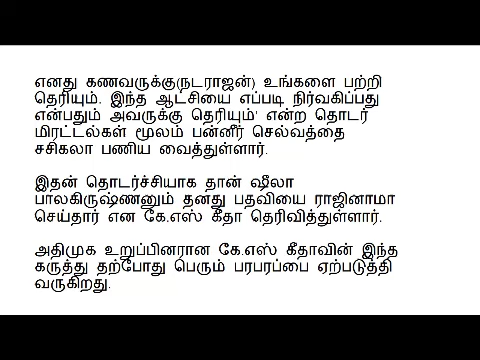 எனது கணவருக்கு(நடராஜன்) உங்களை பற்றி
தெரியும். இந்த ஆட்சியை எப்படி நிர்வகிப்பது
என்பதும் அவருக்கு தெரியும்' என்ற தொடர்
மிரட்டல்கள் மூலம் பன்னீர் செல்வத்தை
சசிகலா பணிய வைத்துள்ளார்.
இதன் தொடர்ச்சியாக தான் ஷீலா
பாலகிருஷ்ணனும் தனது பதவியை ராஜினாமா
செய்தார் என கே.எஸ் கீதா தெரிவித்துள்ளார்.
அதிமுக உறுப்பினரான கே.எஸ் கீதாவின் இந்த
கருத்து தற்போது பெரும் பரபரப்பை ஏற்படுத்தி
வருகிறது.